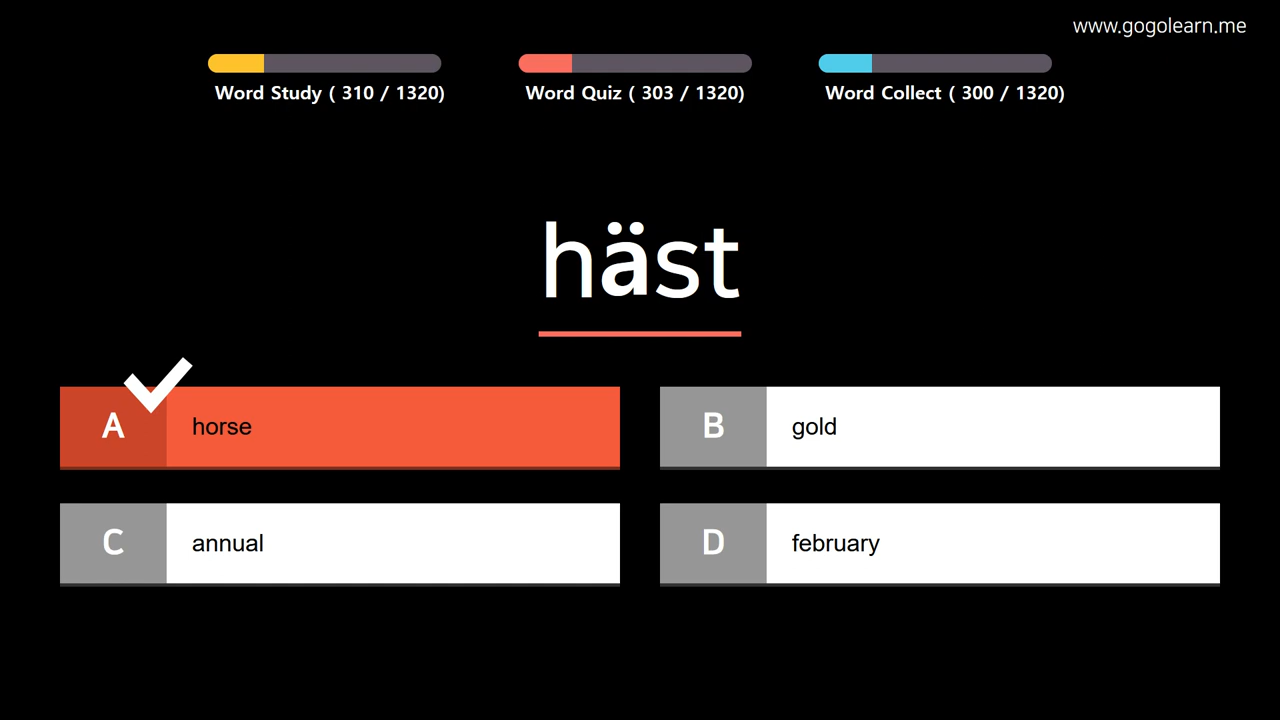 www.gogolearn.me
Word Study ( 310 / 1320)
Word Quiz ( 303 / 1320)
Word Collect ( 300 / 1320)
häst
A horse
B gold
C annual
D february